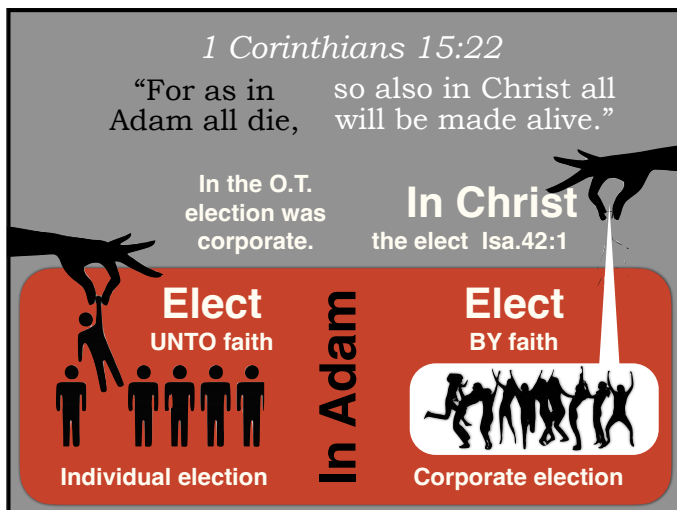 1 Corinthians 15:22
“For as in
Adam all die,
so also in Christ all
will be made alive.”
In the O.T.
election was
corporate.
In Christ
the elect Isa.42:1
Elect
UNTO faith
Individual election
In Adam
Elect
BY faith
Corporate election